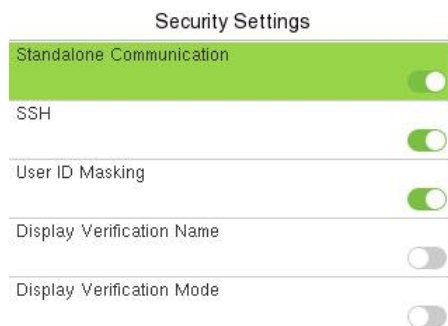 Security Settings
Standalone Communication
SSH
User ID Masking
Display Verification Name
Display Verification Mode